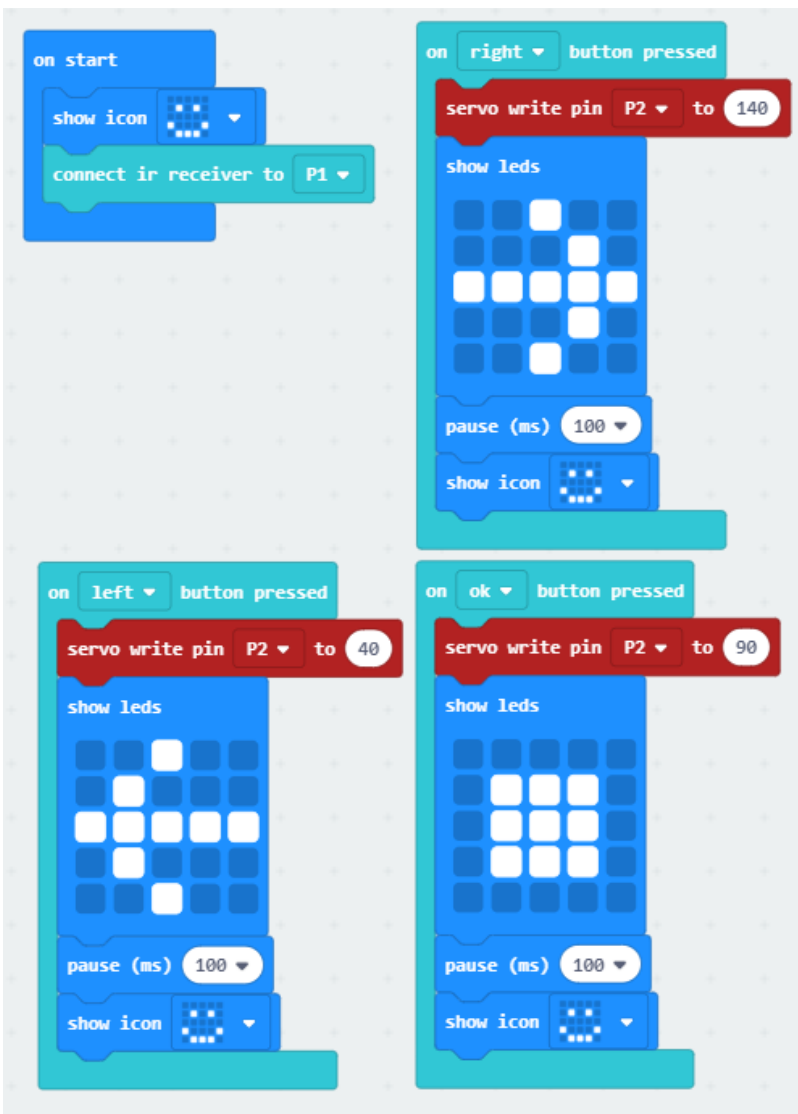 on start
show icon
connect ir receiver to P1
on right button pressed
servo write pin P2 to 140
show leds
pause (ms) 100
show icon
on left button pressed
servo write pin P2 to 40
show leds
pause (ms) 100
show icon
on ok button pressed
servo write pin P2 to 90
show leds
pause (ms) 100
show icon